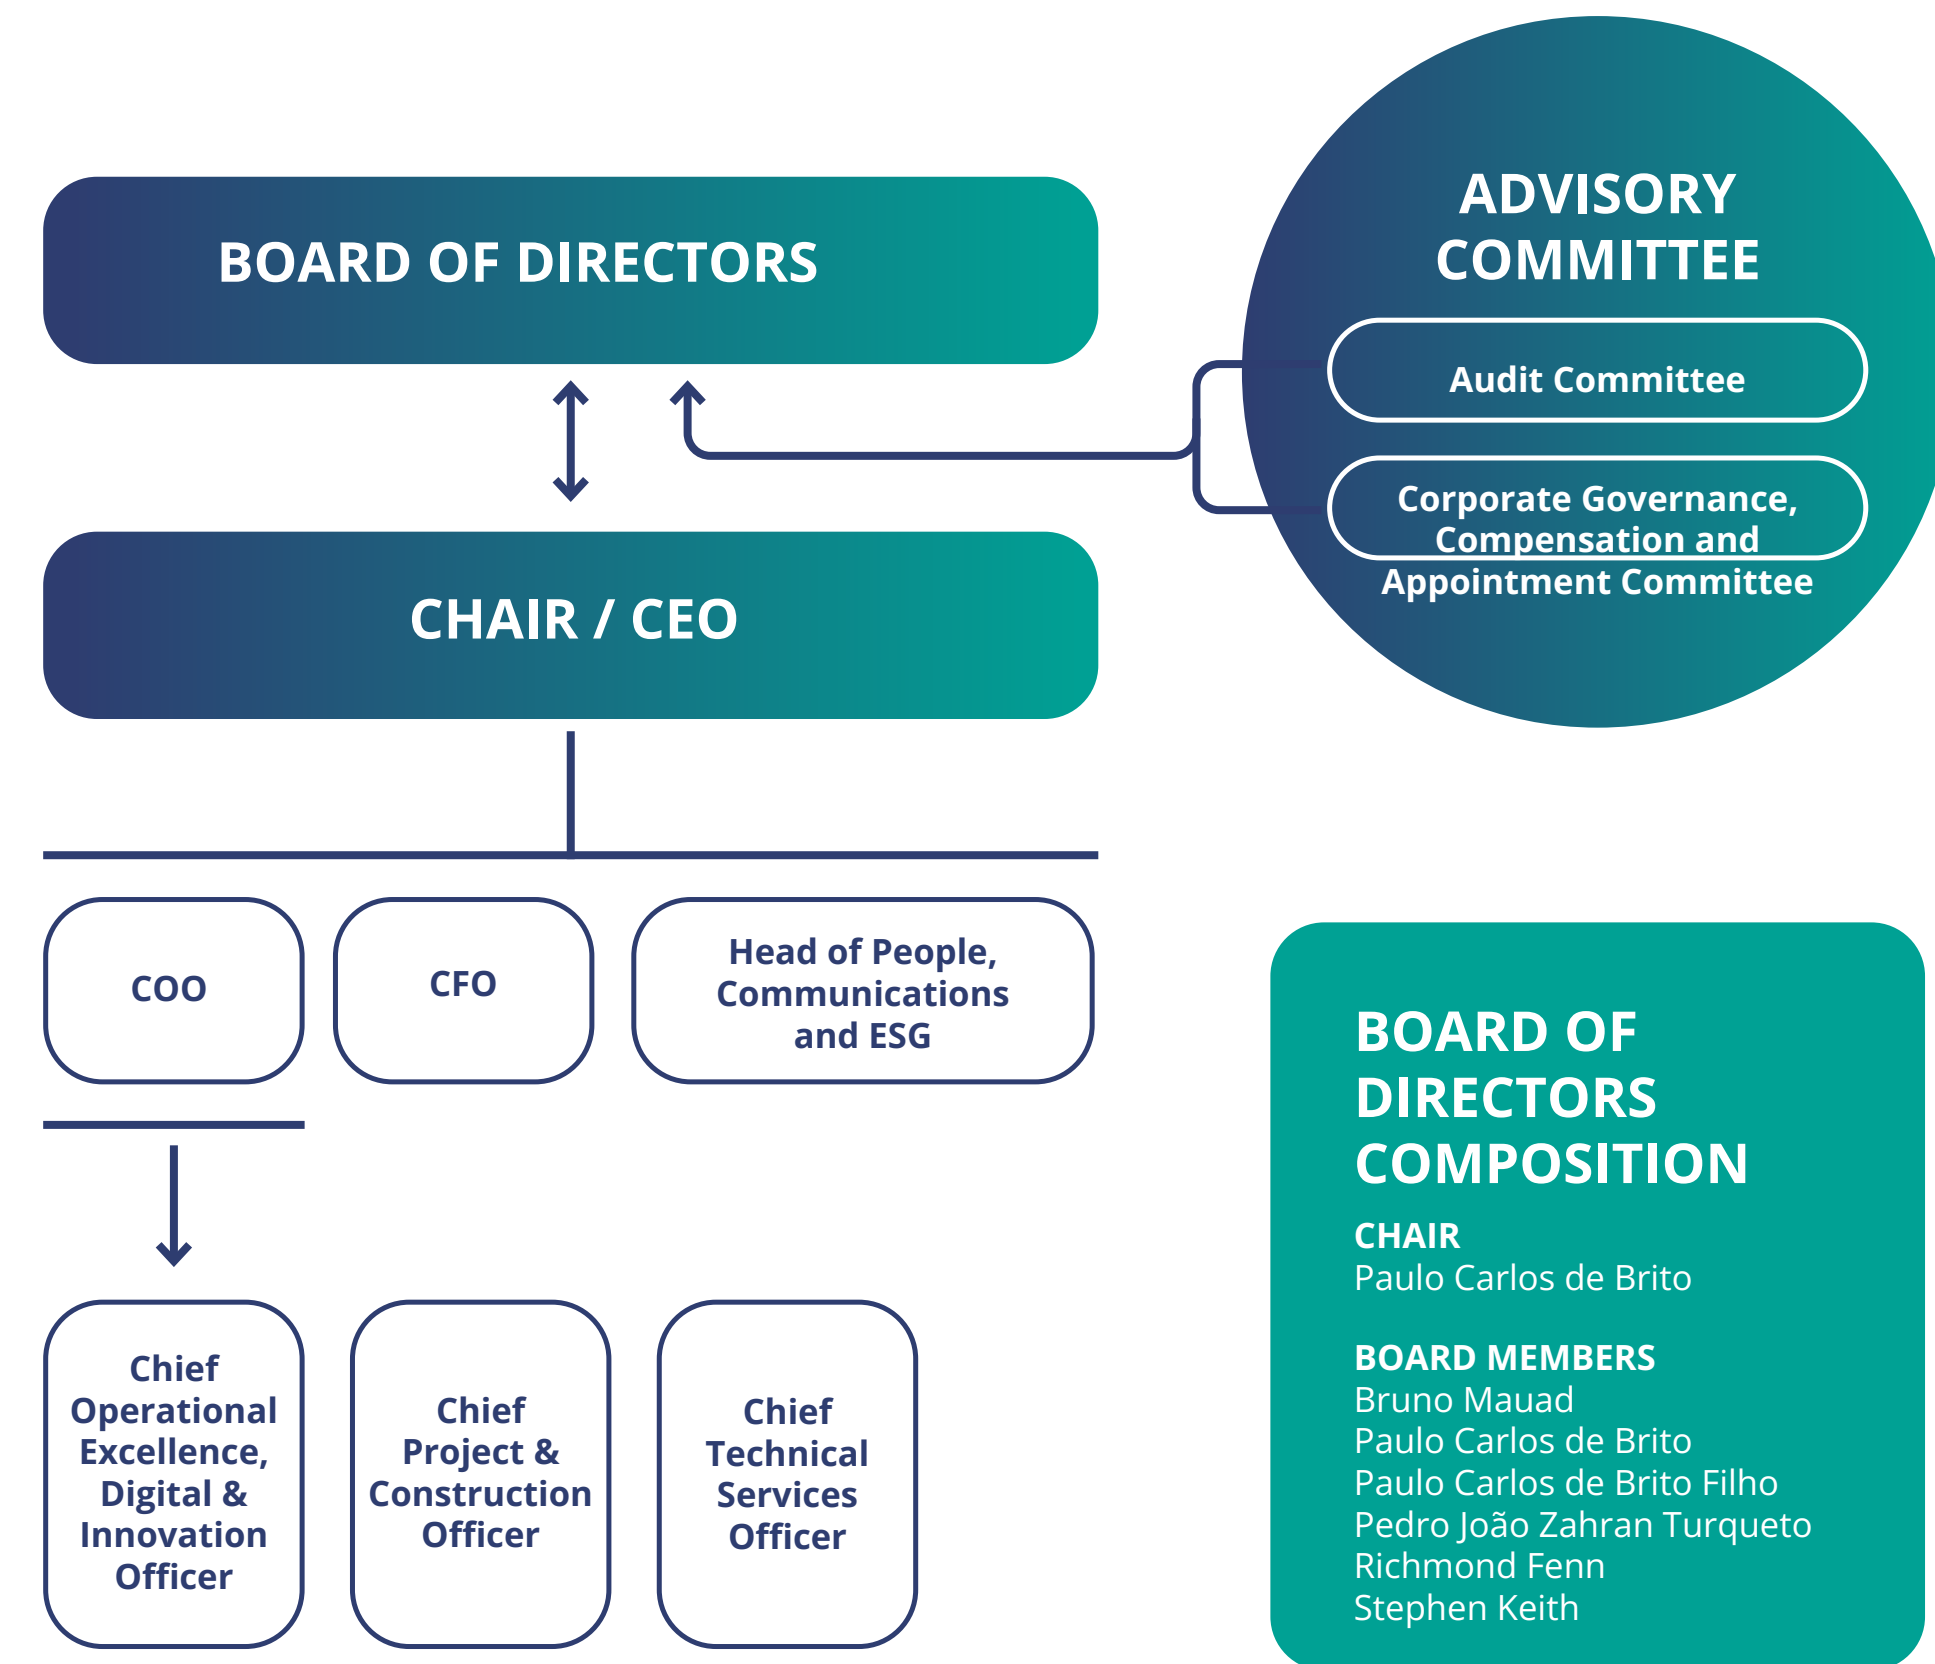 BOARD OF DIRECTORS
ADVISORY
COMMITTEE
Audit Committee
Corporate Governance,
Compensation and
Appointment Committee
CHAIR / CEO
COO
CFO
Head of People,
Communications
and ESG
Chief
Operational
Excellence,
Digital &
Innovation
Officer
Chief
Project &
Construction
Officer
Chief
Technical
Services
Officer
BOARD OF
DIRECTORS
COMPOSITION
CHAIR
Paulo Carlos de Brito
BOARD MEMBERS
Bruno Mauad
Paulo Carlos de Brito
Paulo Carlos de Brito Filho
Pedro João Zahran Turqueto
Richmond Fenn
Stephen Keith